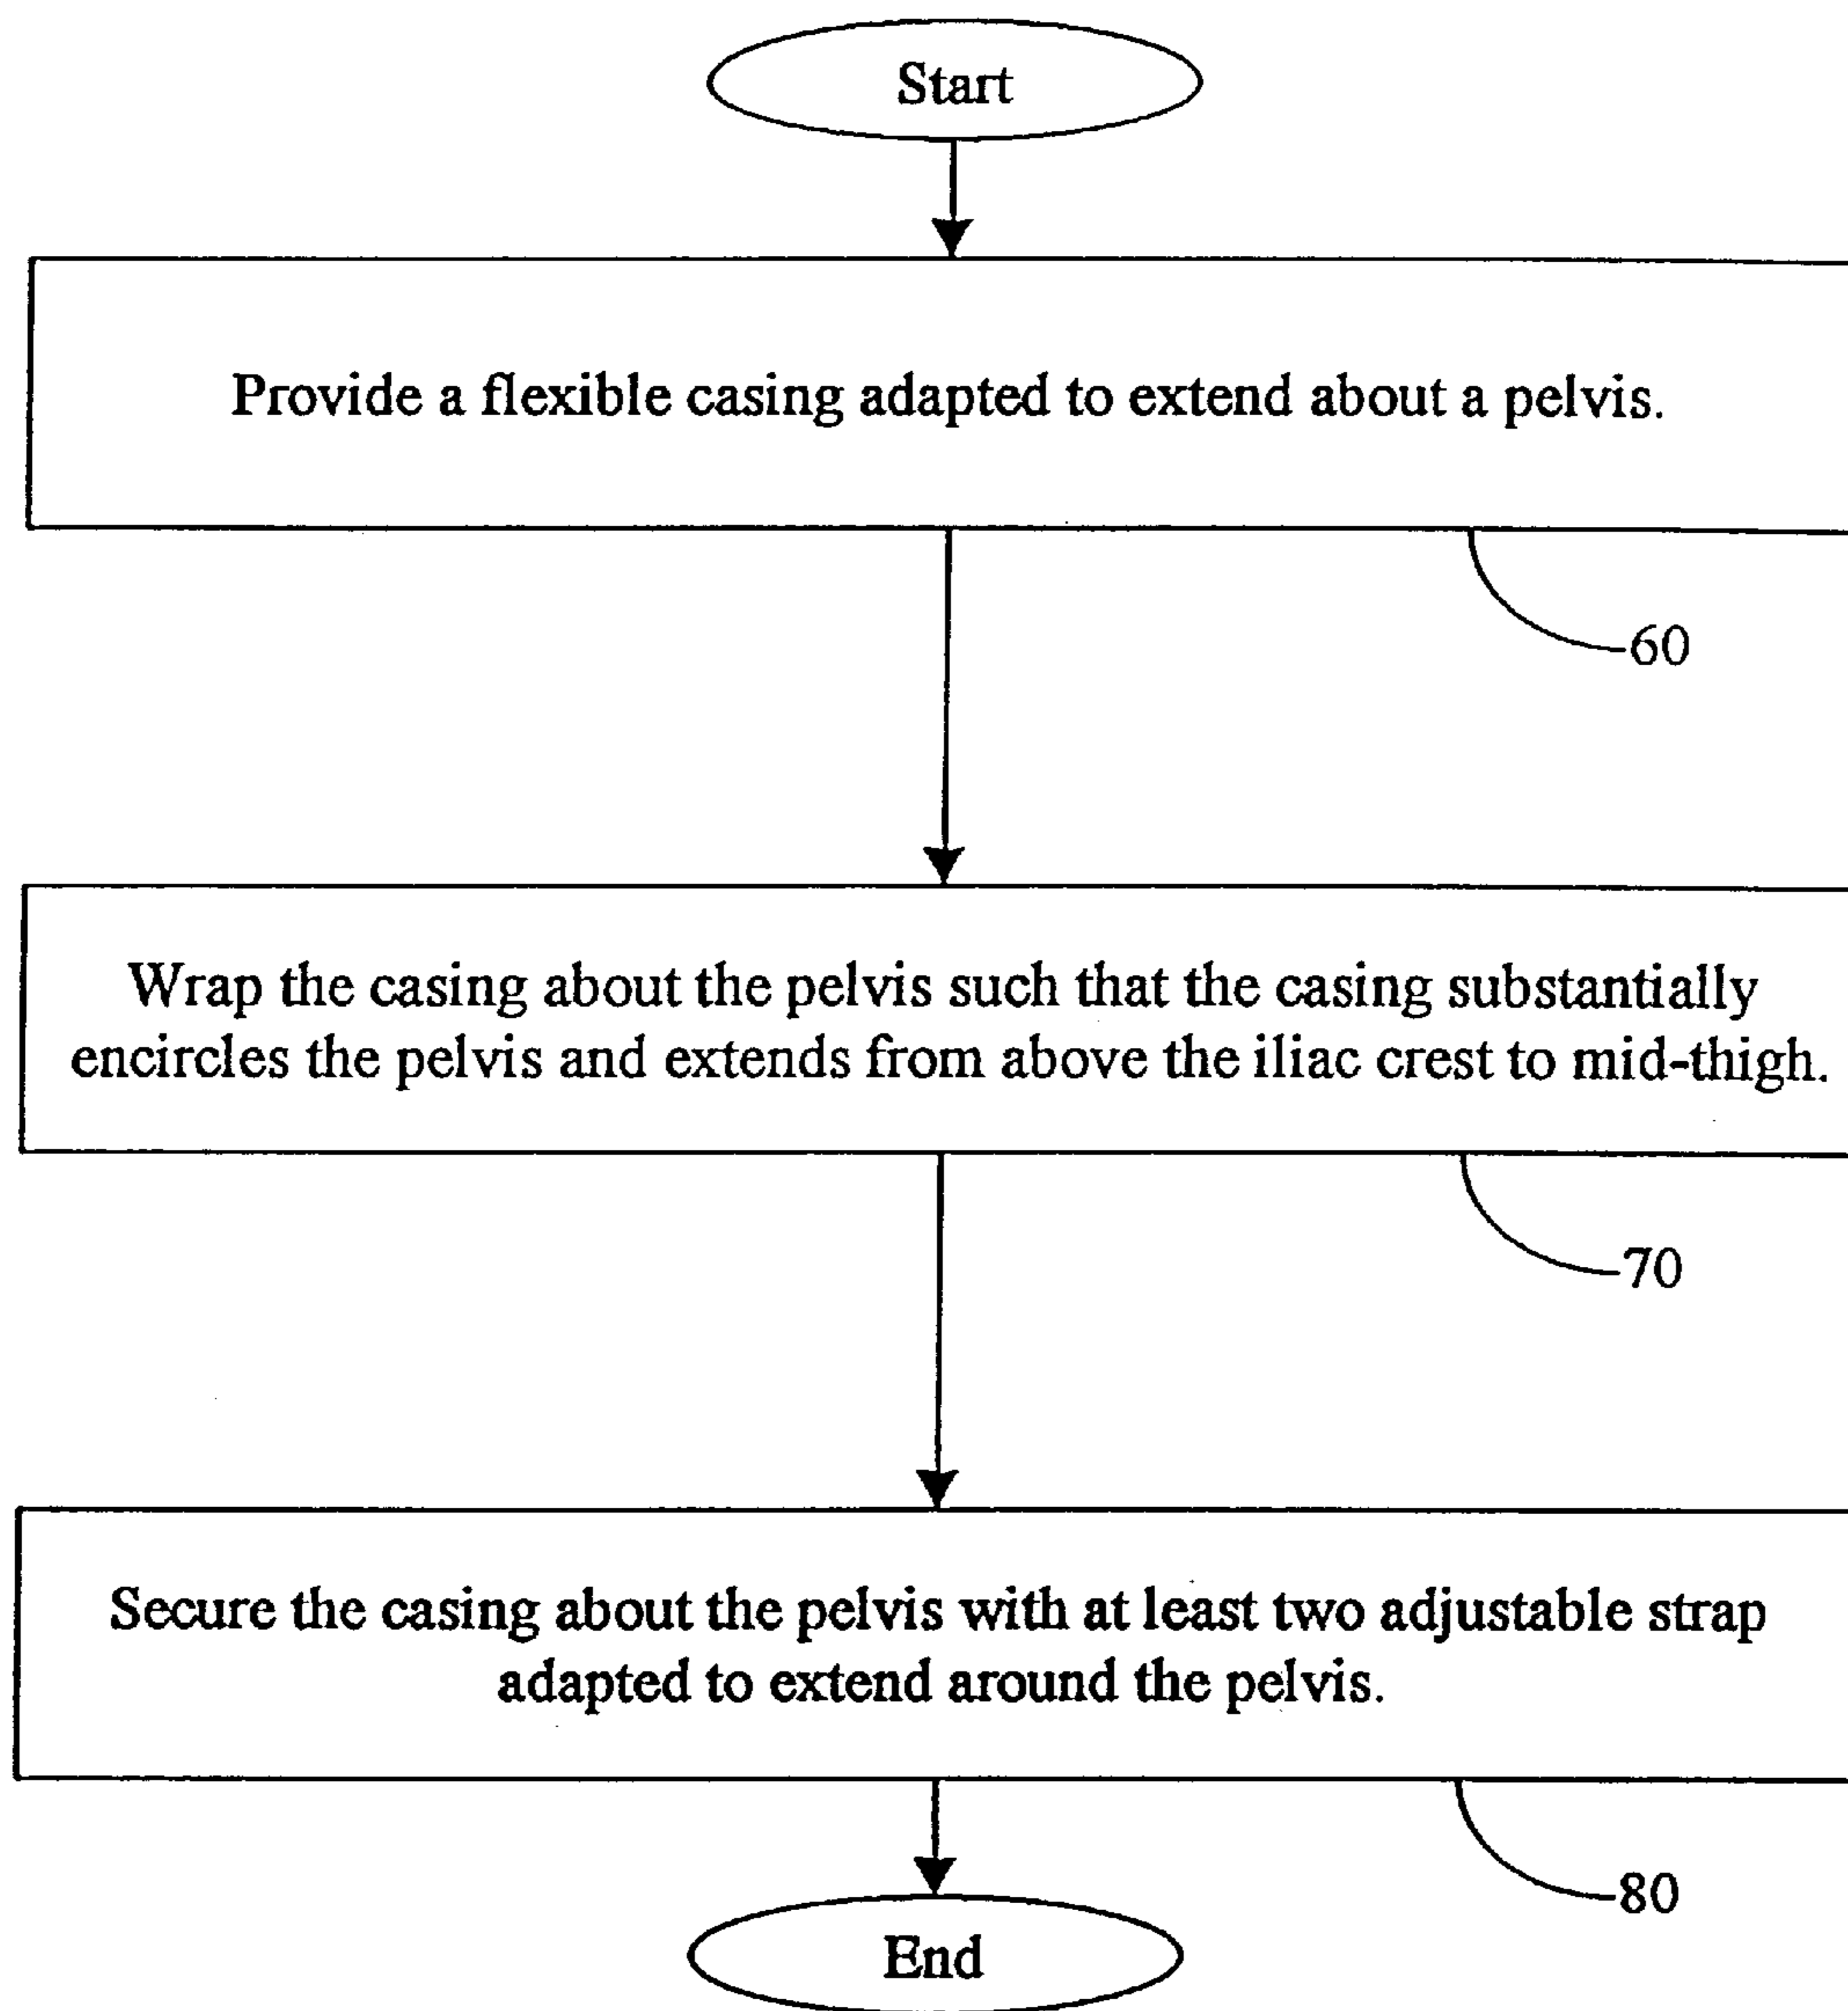 Start
Provide a flexible casing adapted to extend about a pelvis.
60
Wrap the casing about the pelvis such that the casing substantially
encircles the pelvis and extends from above the iliac crest to mid-thigh.
70
Secure the casing about the pelvis with at least two adjustable strap
adapted to extend around the pelvis.
80
End